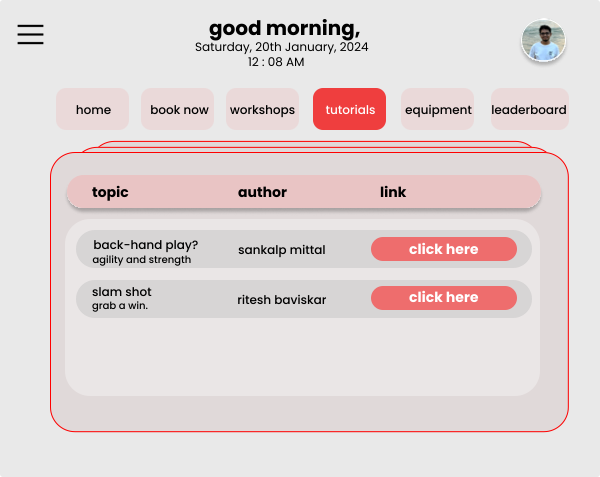 good morning,
Saturday, 20th January, 2024
12 : 08 AM
home
book now
workshops
tutorials
equipment
leaderboard
topic author link
back-hand play? sankalp mittal click here
agility and strength
slam shot ritesh baviskar click here
grab a win.